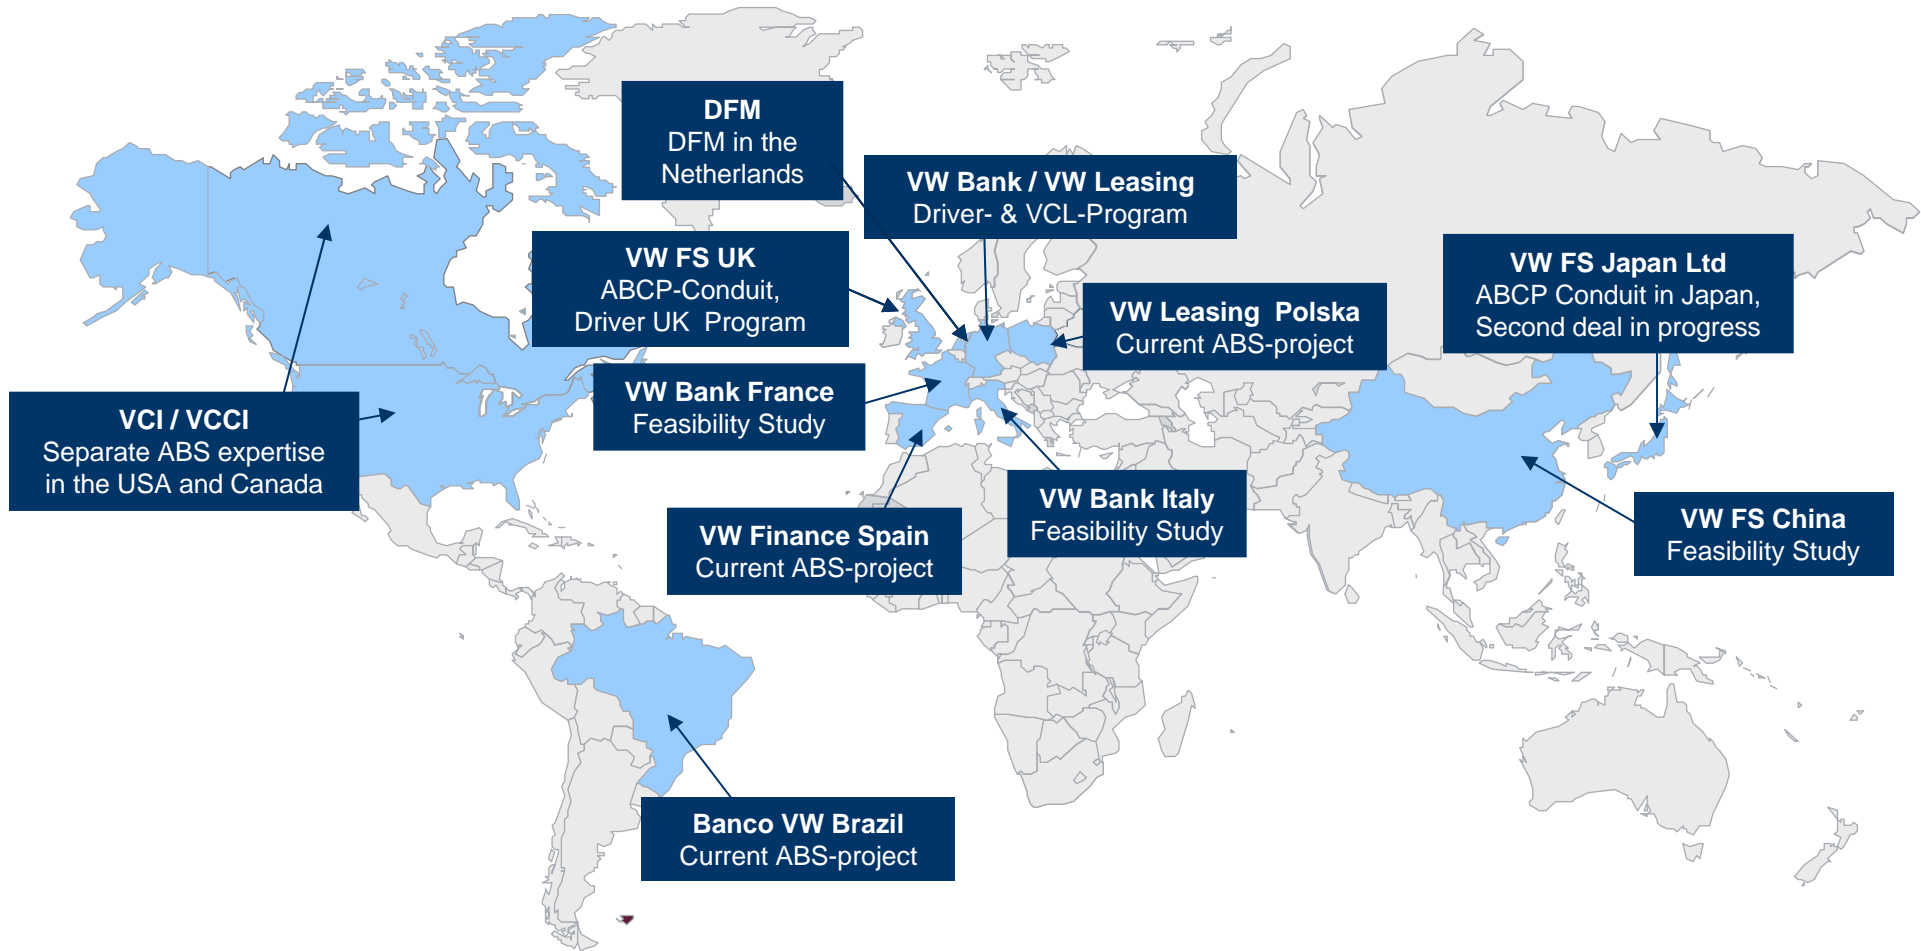 DFM
DFM in the
Netherlands
VW Bank / VW Leasing
Driver- & VCL-Program
VW FS UK
ABCP-Conduit,
Driver UK Program
VW FS Japan Ltd
ABCP Conduit in Japan,
Second deal in progress
VW Leasing Polska
Current ABS-project
VW Bank France
Feasibility Study
VCI / VCCI
Separate ABS expertise
in the USA and Canada
VW Bank Italy
Feasibility Study
VW FS China
Feasibility Study
VW Finance Spain
Current ABS-project
Banco VW Brazil
Current ABS-project